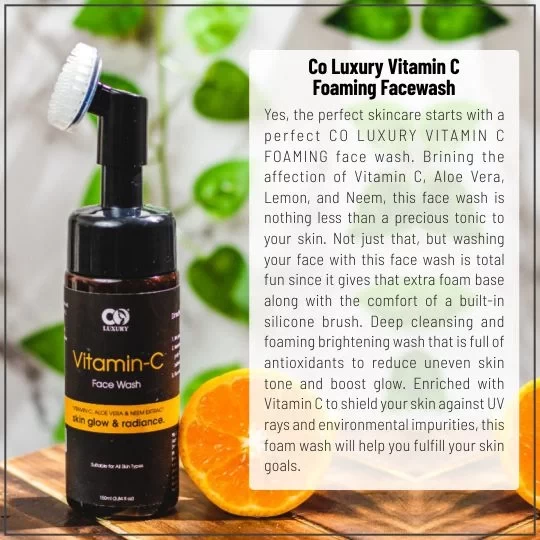 Co Luxury Vitamin C
Foaming Facewash
Yes, the perfect skincare starts with a
perfect CO LUXURY VITAMIN C
FOAMING face wash. Brining the
affection of Vitamin C, Aloe Vera,
Lemon, and Neem, this face wash is
nothing less than a precious tonic to
your skin. Not just that, but washing
your face with this face wash is total
fun since it gives that extra foam base
along with the comfort of a built-in
silicone brush. Deep cleansing and
foaming brightening wash that is full of
antioxidants to reduce uneven skin
tone and boost glow. Enriched with
Vitamin C to shield your skin against UV
rays and environmental impurities, this
foam wash will help you fulfill your skin
goals.
CO
LUXURY
Vitamin-C
Face Wash
VITAMIN C, ALOE VERA & NEEM EXTRACT
skin glow & radiance.
Suitable for All Skin Types